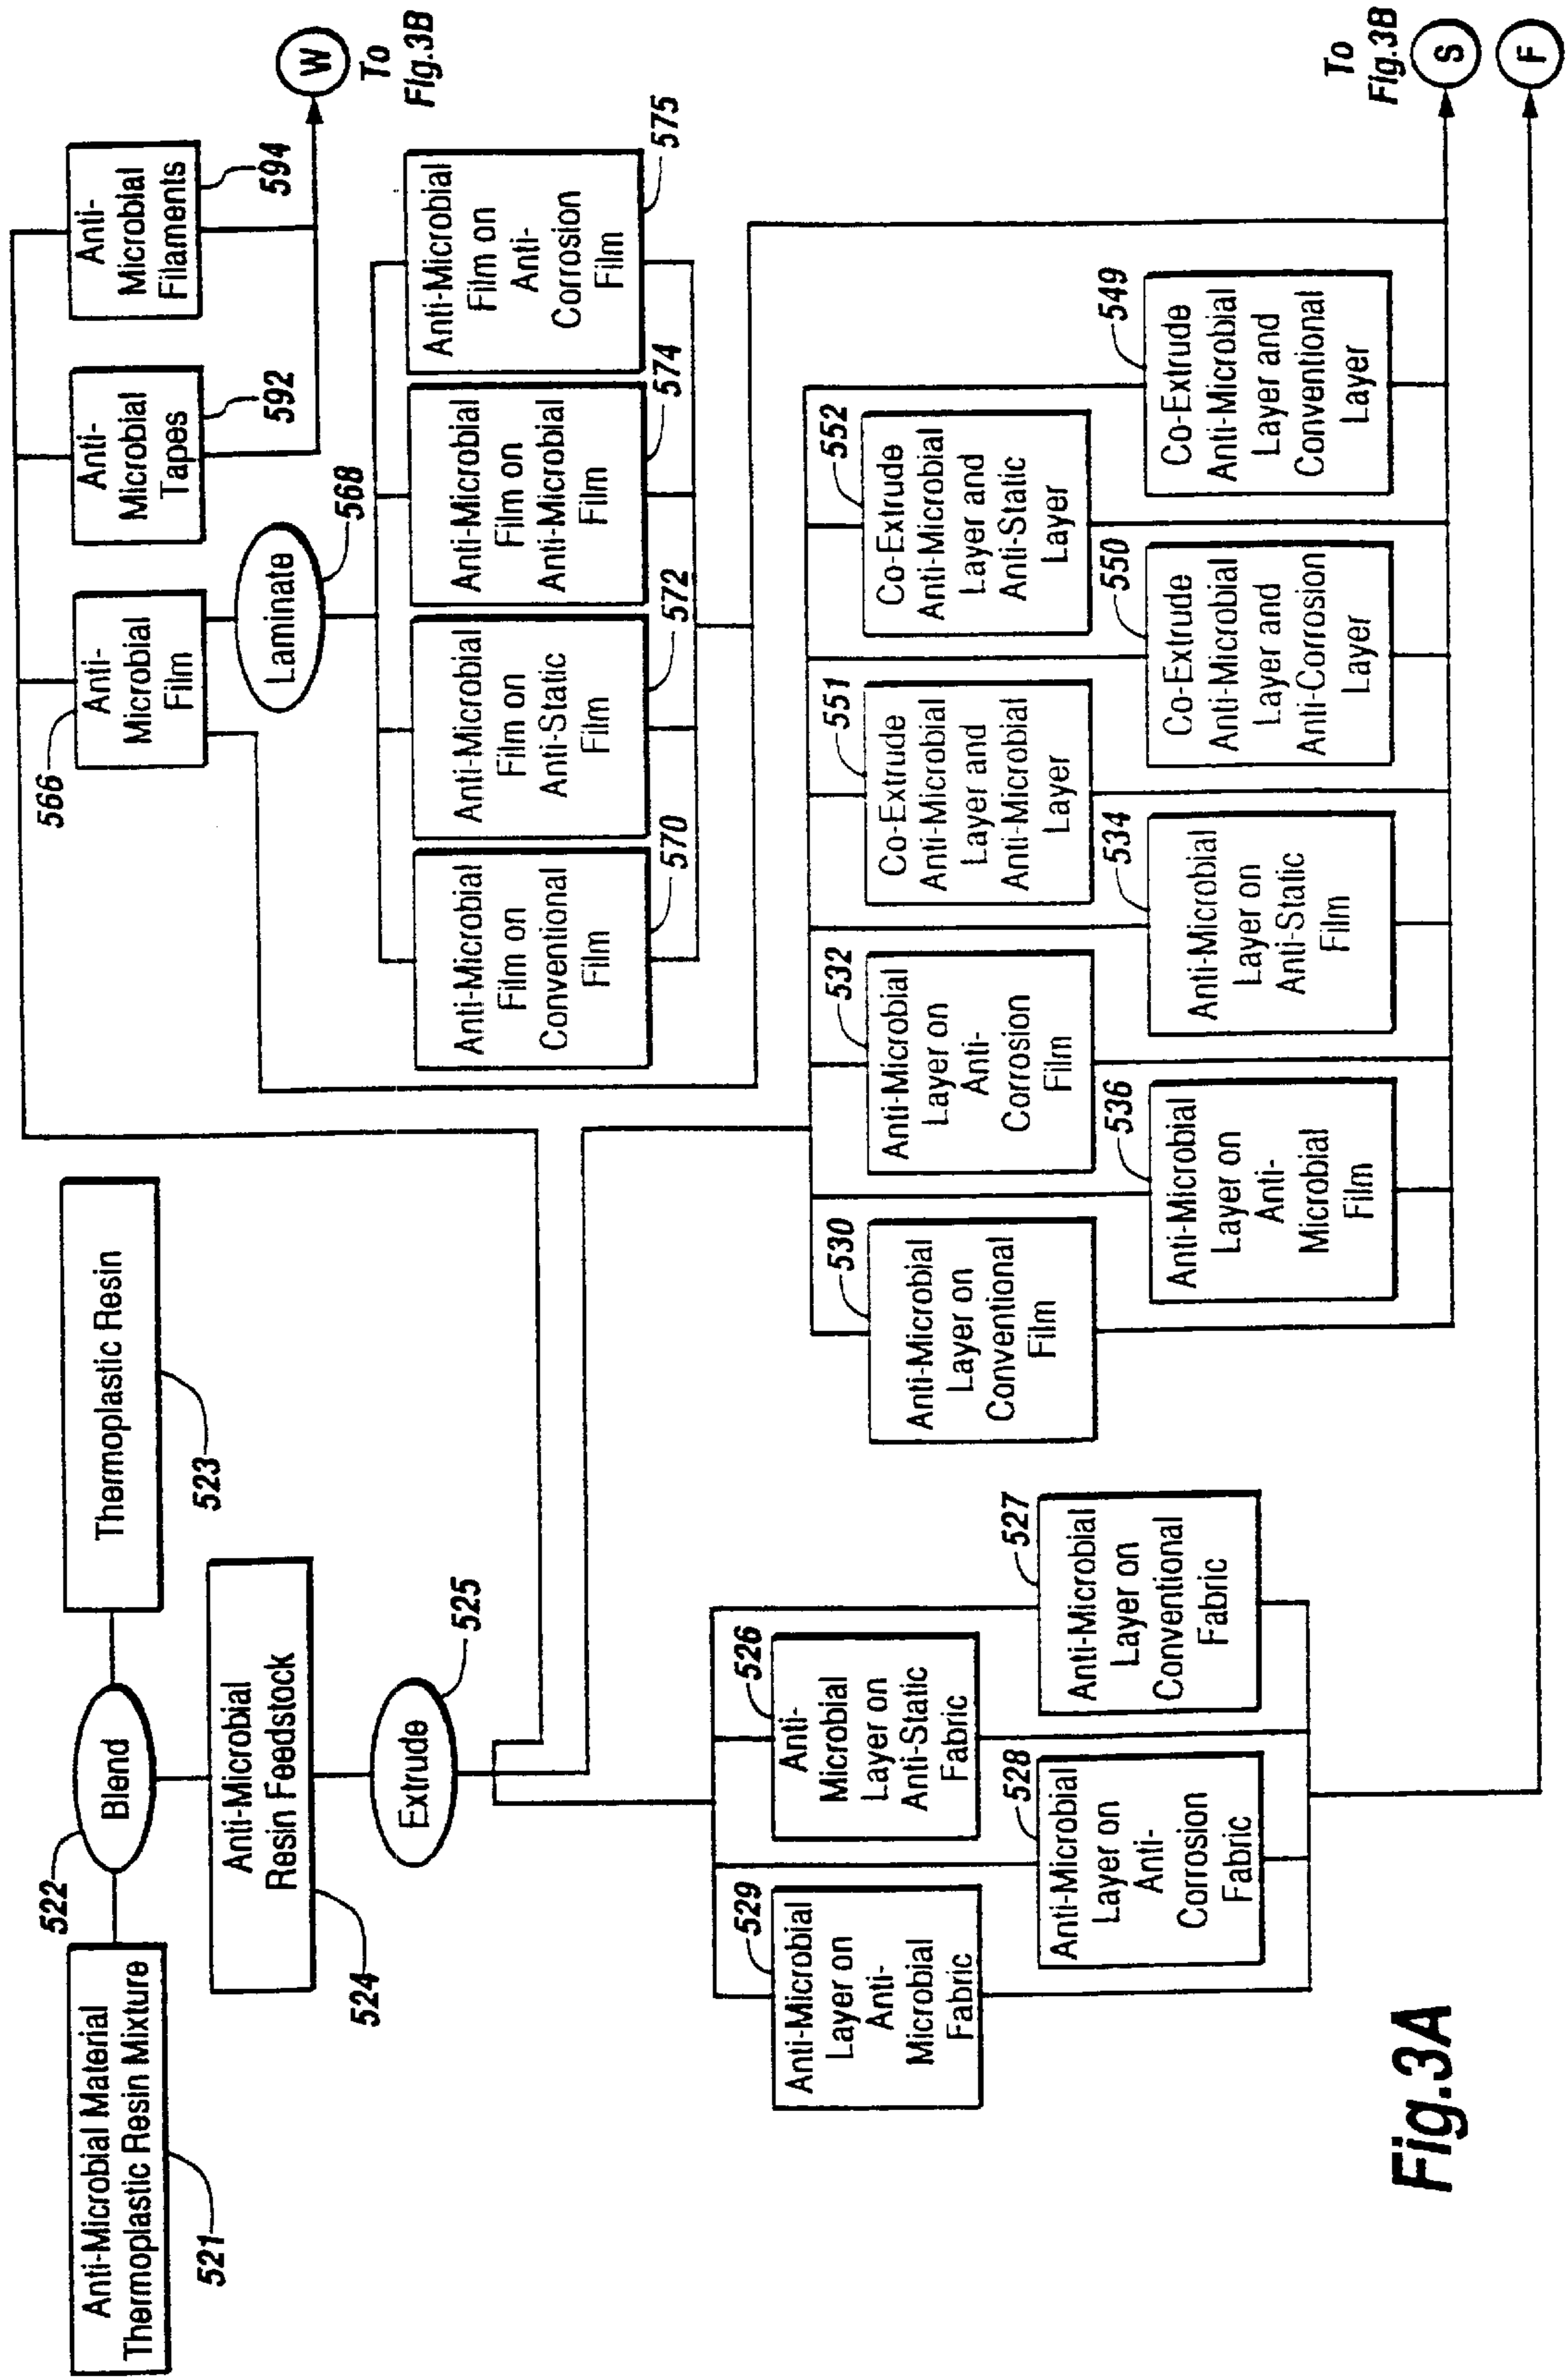 521
Anti-Microbial Material
Thermoplastic Resin Mixture
522
Blend
Thermoplastic Resin
523
Anti-Microbial
Resin Feedstock
524
Extrude
525
566
Anti-
Microbial
Film
Anti-
Microbial
Tapes
592
Anti-
Microbial
Filaments
594
W
To
Fig.3B
Laminate
568
Anti-Microbial
Film on
Conventional
Film
570
Anti-Microbial
Film on
Anti-Static
Film
572
Anti-Microbial
Film on
Anti-Microbial
Film
574
Anti-Microbial
Film on
Anti-
Corrosion
Film
575
529
Anti-Microbial
Layer on
Anti-
Microbial
Fabric
526
Anti-
Microbial
Layer on
Anti-Static
Fabric
528
Anti-Microbial
Layer on
Anti-
Corrosion
Fabric
527
Anti-Microbial
Layer on
Conventional
Fabric
530
Anti-Microbial
Layer on
Conventional
Film
532
Anti-Microbial
Layer on
Anti-
Corrosion
Film
551
Co-Extrude
Anti-Microbial
Layer and
Anti-Microbial
Layer
552
Co-Extrude
Anti-Microbial
Layer and
Anti-Static
Layer
536
Anti-Microbial
Layer on
Anti-
Microbial
Film
534
Anti-Microbial
Layer on
Anti-Static
Film
550
Co-Extrude
Anti-Microbial
Layer and
Anti-Corrosion
Layer
549
Co-Extrude
Anti-Microbial
Layer and
Conventional
Layer
To
Fig.3B
S
F
Fig.3A